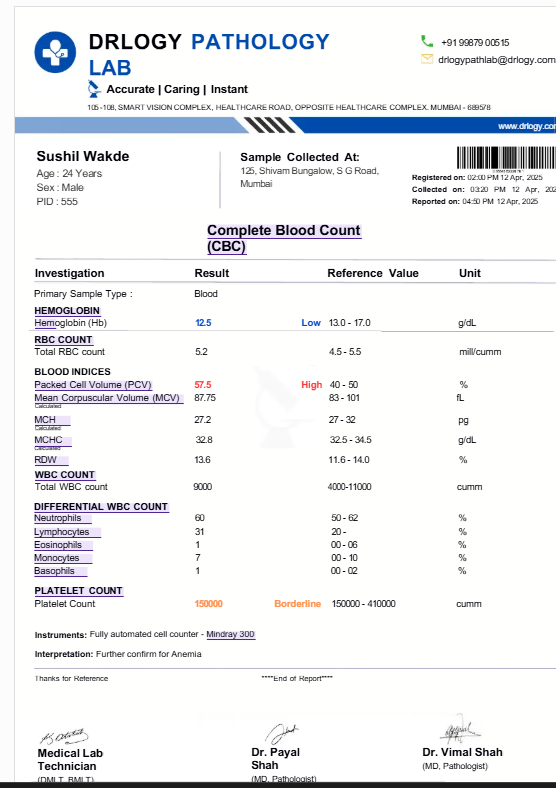 DRLOGY PATHOLOGY
LAB
Accurate | Caring | Instant
105 -108, SMART VISION COMPLEX, HEALTHCARE ROAD, OPPOSITE HEALTHCARE COMPLEX. MUMBAI - 689578
+91 99879 00515
drlogypathlab@drlogy.com
www.drlogy.cor
Sushil Wakde
Age : 24 Years
Sex : Male
PID : 555
Sample Collected At:
125, Shivam Bungalow, S G Road,
Mumbai
Registered on: 02:00 PM 12 Apr, 2025
Collected on: 03:20 PM 12 Apr, 202
Reported on: 04:50 PM 12 Apr, 2025
Complete Blood Count
(CBC)
Investigation Result Reference Value Unit
Primary Sample Type : Blood
HEMOGLOBIN
Hemoglobin (Hb) 12.5 Low 13.0 - 17.0 g/dL
RBC COUNT
Total RBC count 5.2 4.5 - 5.5 mill/cumm
BLOOD INDICES
Packed Cell Volume (PCV) 57.5 High 40 - 50 %
Mean Corpuscular Volume (MCV) 87.75 83 - 101 fL
Calculated
MCH 27.2 27 - 32 pg
Calculated
MCHC 32.8 32.5 - 34.5 g/dL
Calculated
RDW 13.6 11.6 - 14.0 %
WBC COUNT
Total WBC count 9000 4000-11000 cumm
DIFFERENTIAL WBC COUNT
Neutrophils 60 50 - 62 %
Lymphocytes 31 20 - %
Eosinophils 1 00 - 06 %
Monocytes 7 00 - 10 %
Basophils 1 00 - 02 %
PLATELET COUNT
Platelet Count 150000 Borderline 150000 - 410000 cumm
Instruments: Fully automated cell counter - Mindray 300
Interpretation: Further confirm for Anemia
Thanks for Reference ****End of Report****
Medical Lab
Technician
(DMLT, BMLT)
Dr. Payal
Shah
(MD, Pathologist)
Dr. Vimal Shah
(MD, Pathologist)